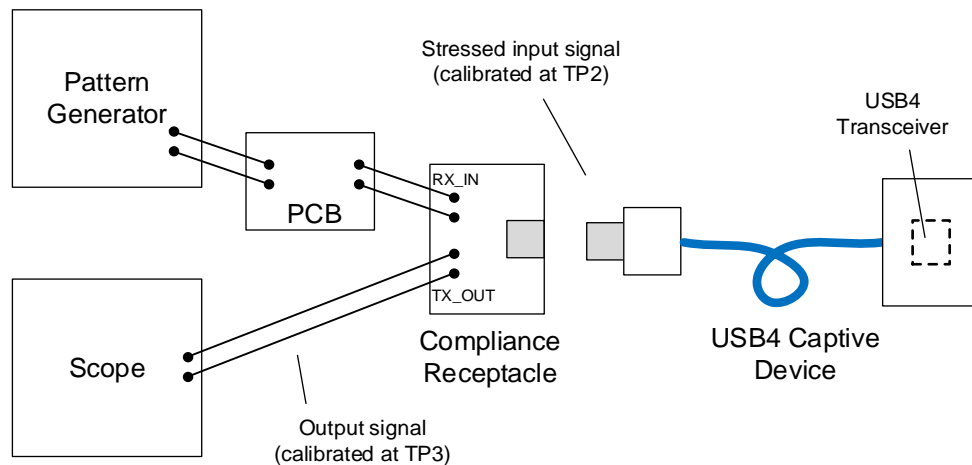 Pattern
Generator
PCB
Stressed input signal
(calibrated at TP2)
USB4
Transceiver
RX_IN
TX_OUT
Compliance
Receptacle
USB4 Captive
Device
Scope
Output signal
(calibrated at TP3)